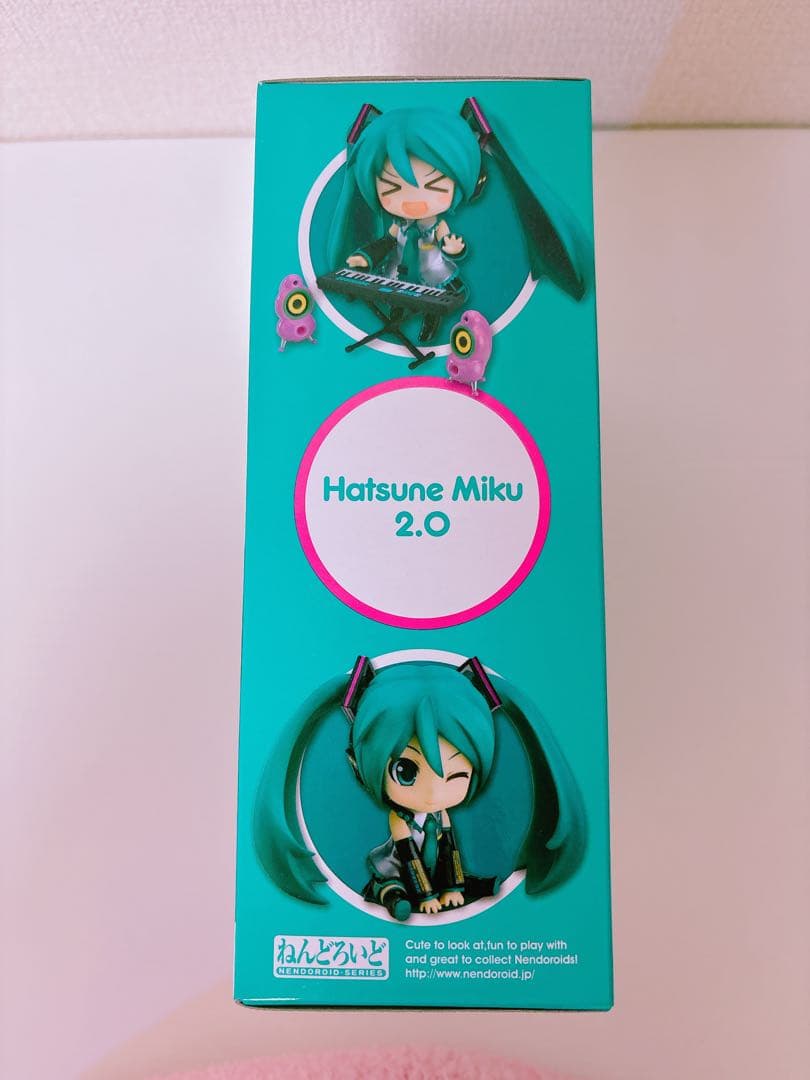 Hatsune Miku
2.0
ねんどろいど
NENDOROID·SERIES
Cute to look at,fun to play with
and great to collect Nendoroids!
http://www.nendoroid.jp/